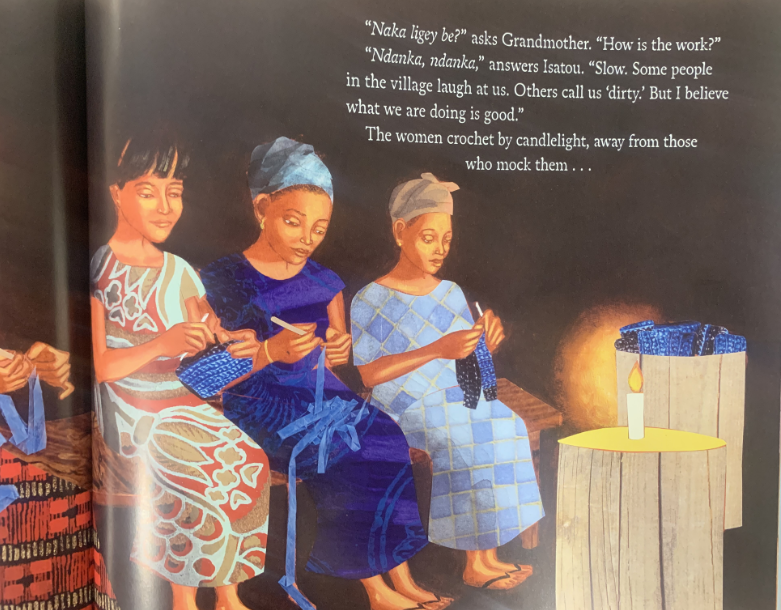 “Naka ligey be?” asks Grandmother. “How is the work?”
“Ndanka, ndanka,” answers Isatou. “Slow. Some people
in the village laugh at us. Others call us ‘dirty.’ But I believe
what we are doing is good.”
The women crochet by candlelight, away from those
who mock them . . .